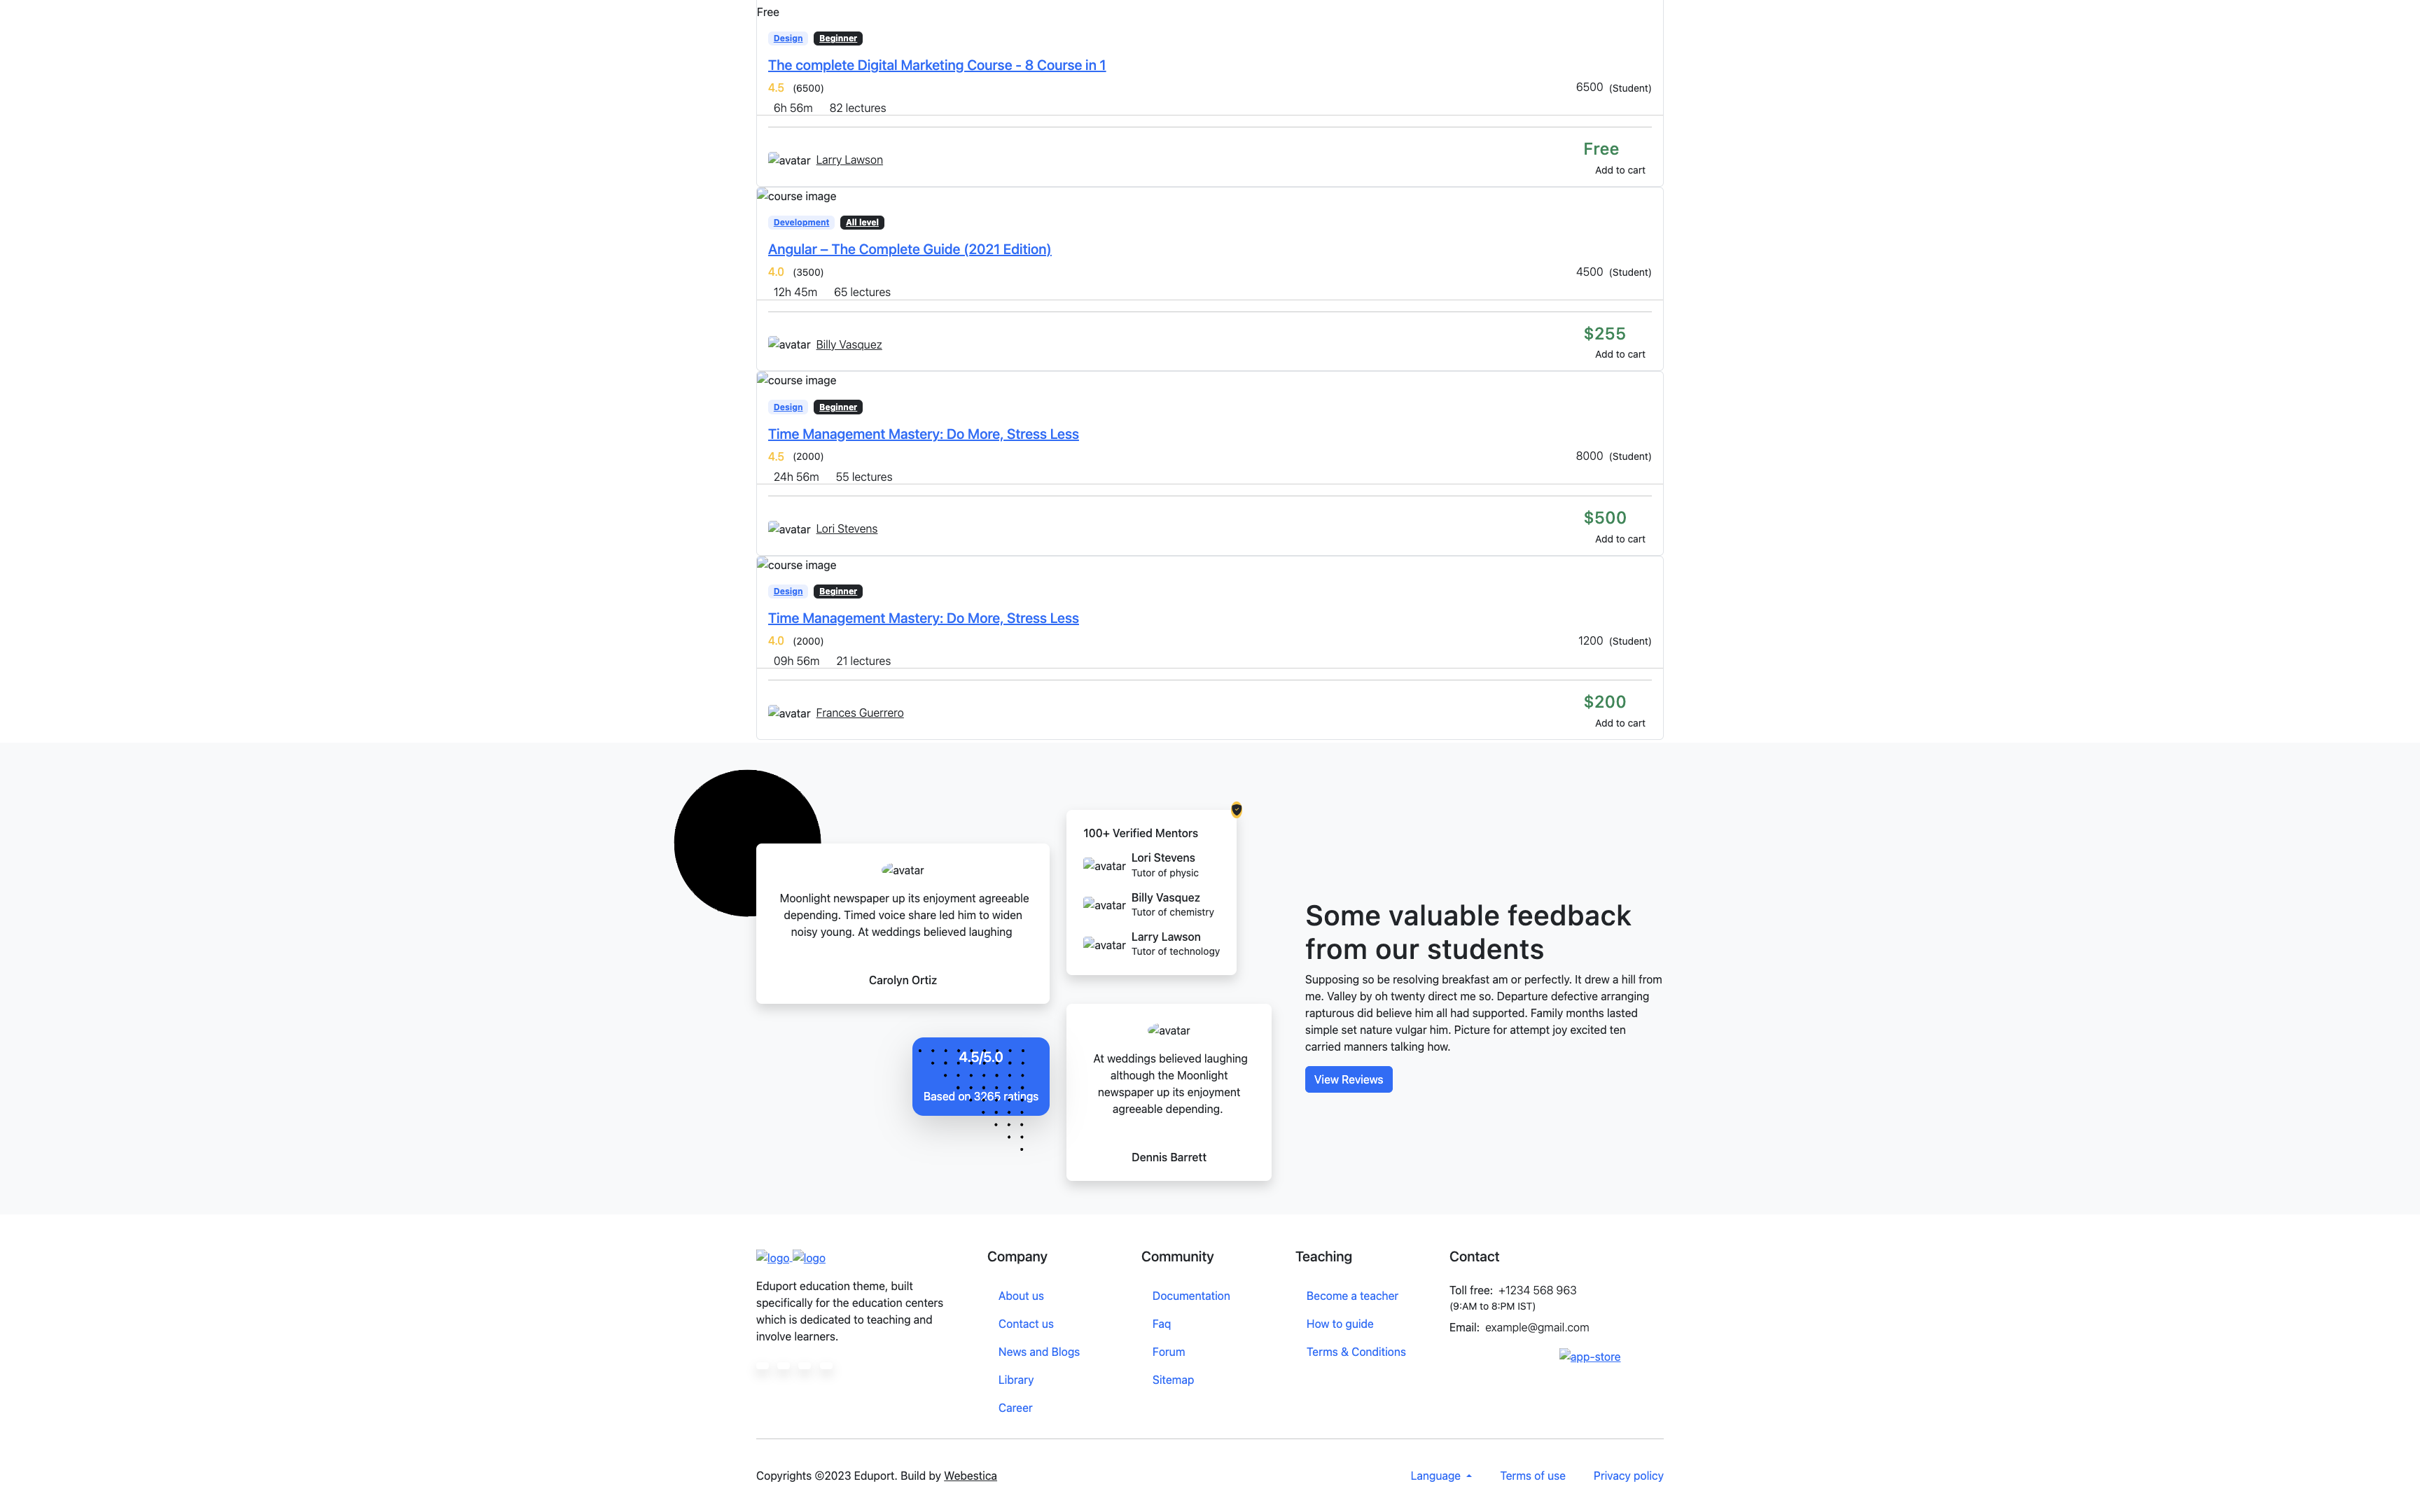 Free
Design Beginner
The complete Digital Marketing Course - 8 Course in 1
4.5 (6500) 6500 (Student)
6h 56m 82 lectures
avatar Larry Lawson
Free
Add to cart
course image
Development All level
Angular – The Complete Guide (2021 Edition)
4.0 (3500) 4500 (Student)
12h 45m 65 lectures
avatar Billy Vasquez
$255
Add to cart
course image
Design Beginner
Time Management Mastery: Do More, Stress Less
4.5 (2000) 8000 (Student)
24h 56m 55 lectures
avatar Lori Stevens
$500
Add to cart
course image
Design Beginner
Time Management Mastery: Do More, Stress Less
4.0 (2000) 1200 (Student)
09h 56m 21 lectures
avatar Frances Guerrero
$200
Add to cart
avatar
Moonlight newspaper up its enjoyment agreeable
depending. Timed voice share led him to widen
noisy young. At weddings believed laughing
Carolyn Ortiz
4.5/5.0
Based on 3265 ratings
100+ Verified Mentors
avatar Lori Stevens
Tutor of physic
avatar Billy Vasquez
Tutor of chemistry
avatar Larry Lawson
Tutor of technology
avatar
At weddings believed laughing
although the Moonlight
newspaper up its enjoyment
agreeable depending.
Dennis Barrett
Some valuable feedback
from our students
Supposing so be resolving breakfast am or perfectly. It drew a hill from
me. Valley by oh twenty direct me so. Departure defective arranging
rapturous did believe him all had supported. Family months lasted
simple set nature vulgar him. Picture for attempt joy excited ten
carried manners talking how.
View Reviews
logo logo
Eduport education theme, built
specifically for the education centers
which is dedicated to teaching and
involve learners.
Company
About us
Contact us
News and Blogs
Library
Career
Community
Documentation
Faq
Forum
Sitemap
Teaching
Become a teacher
How to guide
Terms & Conditions
Contact
Toll free: +1234 568 963
(9:AM to 8:PM IST)
Email: example@gmail.com
app-store
Copyrights ©2023 Eduport. Build by Webestica
Language Terms of use Privacy policy